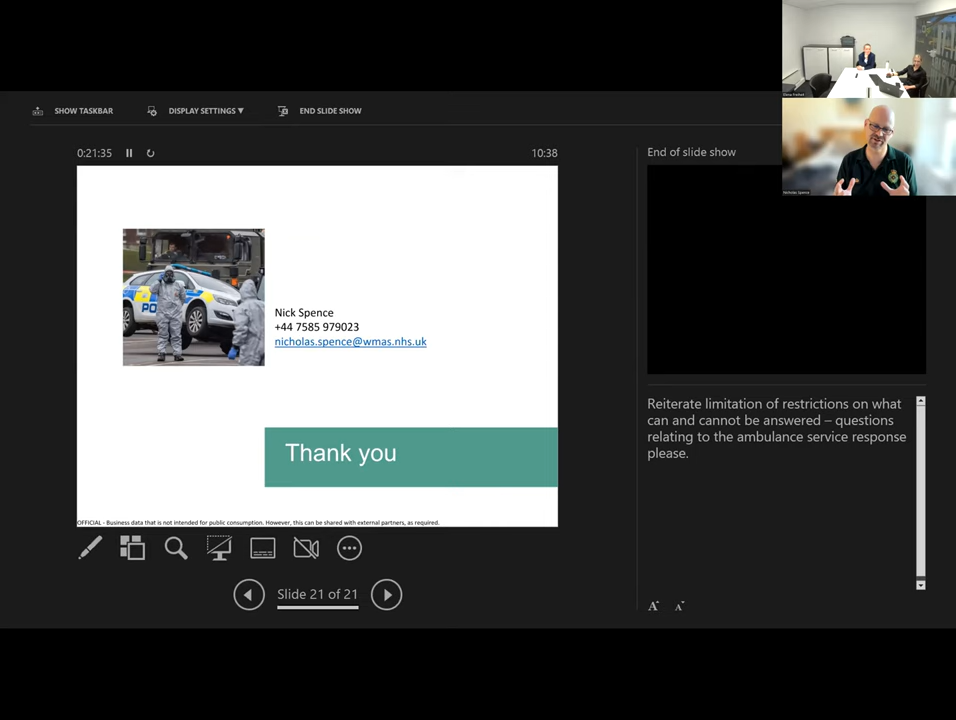 SHOW TASKBAR
DISPLAY SETTINGS ▼
END SLIDE SHOW
0:21:35
10:38
End of slide show
Nick Spence
+44 7585 979023
nicholas.spence@wmas.nhs.uk
Thank you
OFFICIAL - Business data that is not intended for public consumption. However, this can be shared with external partners, as required.
Slide 21 of 21
Reiterate limitation of restrictions on what
can and cannot be answered – questions
relating to the ambulance service response
please.
A
A
PO
Nicholas Spence